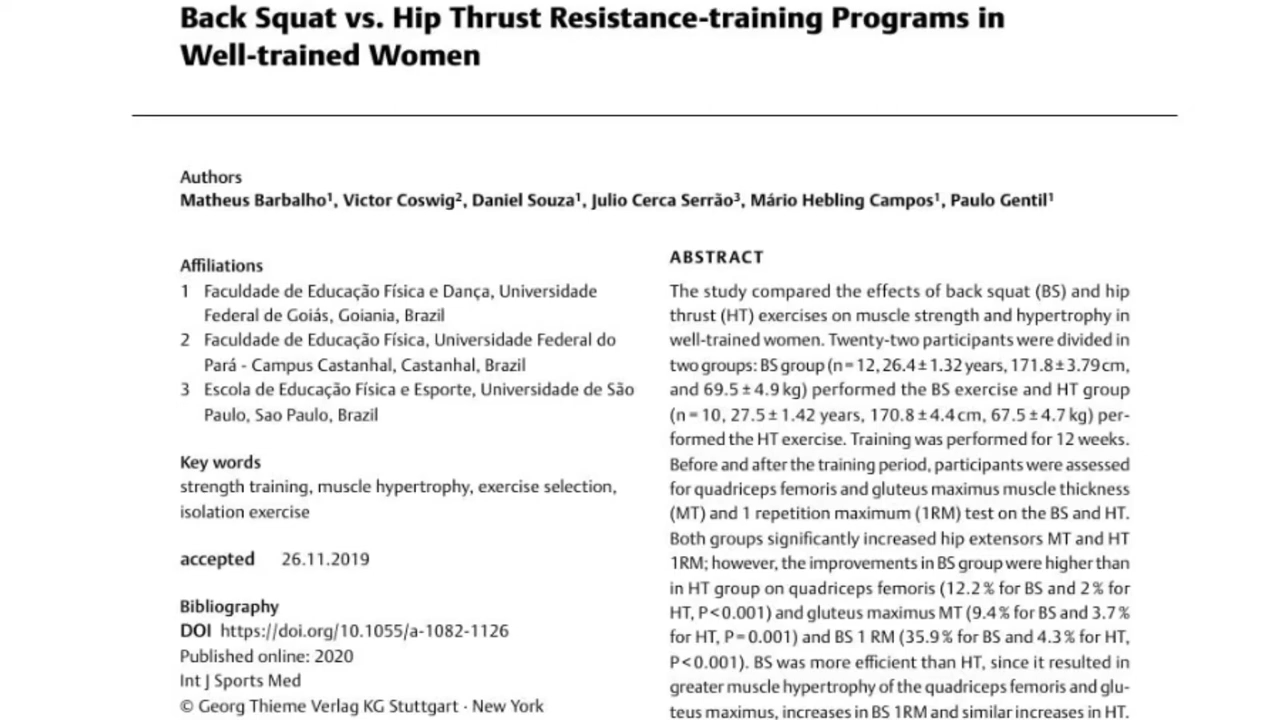 Back Squat vs. Hip Thrust Resistance-training Programs in
Well-trained Women
Authors
Matheus Barbalho¹, Victor Coswig², Daniel Souza¹, Julio Cerca Serrão³, Mário Hebling Campos¹, Paulo Gentil¹
Affiliations
1 Faculdade de Educação Física e Dança, Universidade
Federal de Goiás, Goiania, Brazil
2 Faculdade de Educação Física, Universidade Federal do
Pará - Campus Castanhal, Castanhal, Brazil
3 Escola de Educação Física e Esporte, Universidade de São
Paulo, Sao Paulo, Brazil
Key words
strength training, muscle hypertrophy, exercise selection,
isolation exercise
accepted 26.11.2019
Bibliography
DOI https://doi.org/10.1055/a-1082-1126
Published online: 2020
Int J Sports Med
© Georg Thieme Verlag KG Stuttgart · New York
ABSTRACT
The study compared the effects of back squat (BS) and hip
thrust (HT) exercises on muscle strength and hypertrophy in
well-trained women. Twenty-two participants were divided in
two groups: BS group (n = 12, 26.4 ± 1.32 years, 171.8 ± 3.79 cm,
and 69.5 ± 4.9 kg) performed the BS exercise and HT group
(n = 10, 27.5 ± 1.42 years, 170.8 ± 4.4 cm, 67.5 ± 4.7 kg) per-
formed the HT exercise. Training was performed for 12 weeks.
Before and after the training period, participants were assessed
for quadriceps femoris and gluteus maximus muscle thickness
(MT) and 1 repetition maximum (1RM) test on the BS and HT.
Both groups significantly increased hip extensors MT and HT
1RM; however, the improvements in BS group were higher than
in HT group on quadriceps femoris (12.2 % for BS and 2 % for
HT, P < 0.001) and gluteus maximus MT (9.4 % for BS and 3.7 %
for HT, P = 0.001) and BS 1 RM (35.9 % for BS and 4.3 % for HT,
P < 0.001). BS was more efficient than HT, since it resulted in
greater muscle hypertrophy of the quadriceps femoris and glu-
teus maximus, increases in BS 1RM and similar increases in HT.